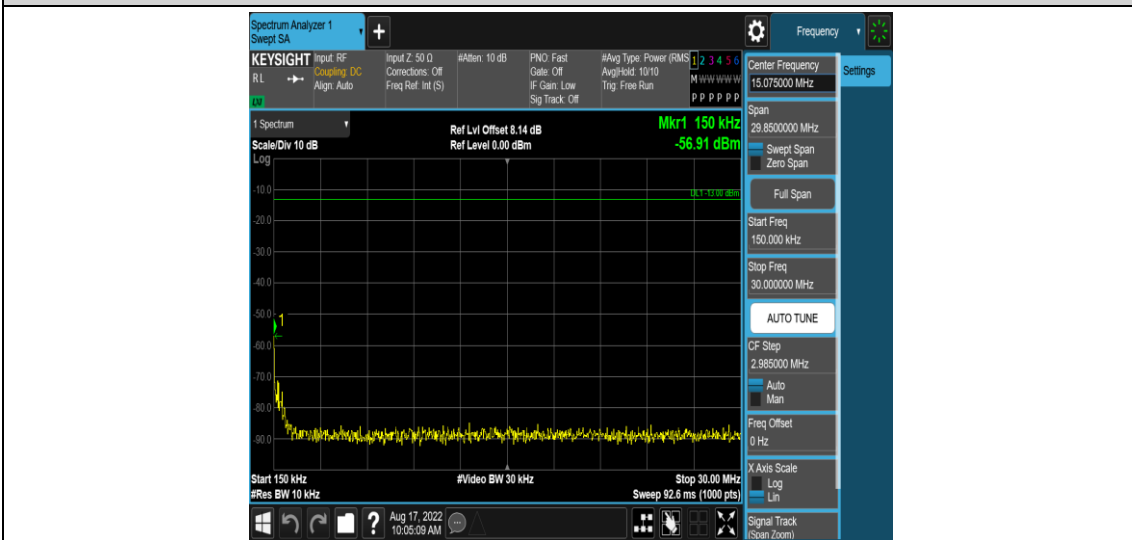 Spectrum Analyzer 1
Swept SA
+
Frequency
KEYSIGHT
RL
LXI
Input: RF
Coupling: DC
Align: Auto
Input Z: 50 Ω
Corrections: Off
Freq Ref: Int (S)
#Atten: 10 dB
PNO: Fast
Gate: Off
IF Gain: Low
Sig Track: Off
#Avg Type: Power (RMS
Avg|Hold: 10/10
Trig: Free Run
1 2 3 4 5 6
M W W W W W
P P P P P P
Center Frequency
15.075000 MHz
Settings
1 Spectrum
Scale/Div 10 dB
Log
Ref Lvl Offset 8.14 dB
Ref Level 0.00 dBm
Mkr1 150 kHz
-56.91 dBm
DL1 -13.00 dBm
-10.0
-20.0
-30.0
-40.0
-50.0
1
-60.0
-70.0
-80.0
-90.0
Start 150 kHz
#Res BW 10 kHz
#Video BW 30 kHz
Stop 30.00 MHz
Sweep 92.6 ms (1000 pts)
Span
29.8500000 MHz
Swept Span
Zero Span
Full Span
Start Freq
150.000 kHz
Stop Freq
30.000000 MHz
AUTO TUNE
CF Step
2.985000 MHz
Auto
Man
Freq Offset
0 Hz
X Axis Scale
Log
Lin
Signal Track
(Span Zoom)
?
Aug 17, 2022
10:05:09 AM